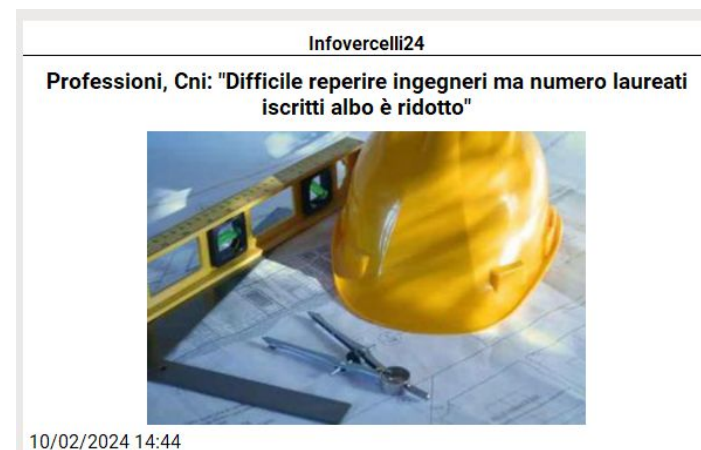 Infovercelli24
Professioni, Cni: "Difficile reperire ingegneri ma numero laureati
iscritti albo è ridotto"
10/02/2024 14:44